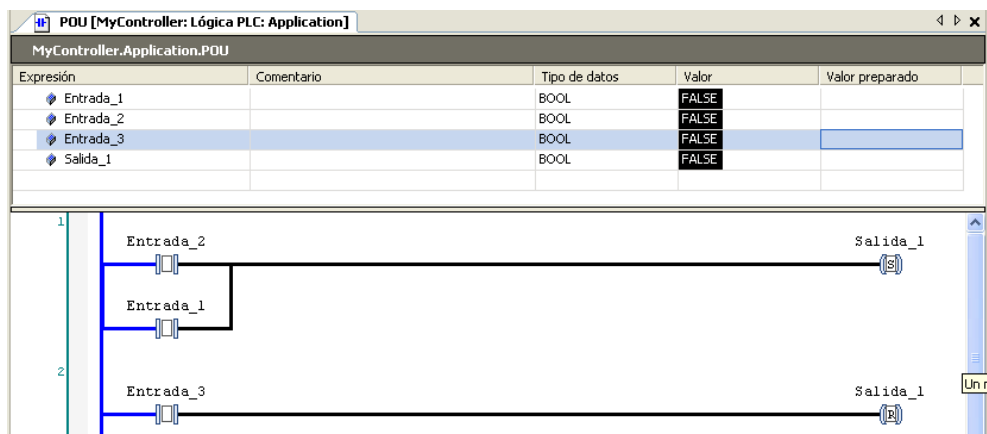 POU [MyController: Lógica PLC: Application]
MyController.Application.POU
Expresión Comentario Tipo de datos Valor Valor preparado
Entrada_1 BOOL FALSE
Entrada_2 BOOL FALSE
Entrada_3 BOOL FALSE
Salida_1 BOOL FALSE
1
Entrada_2 Salida_1
S
Entrada_1
2
Entrada_3 Salida_1
R
Un